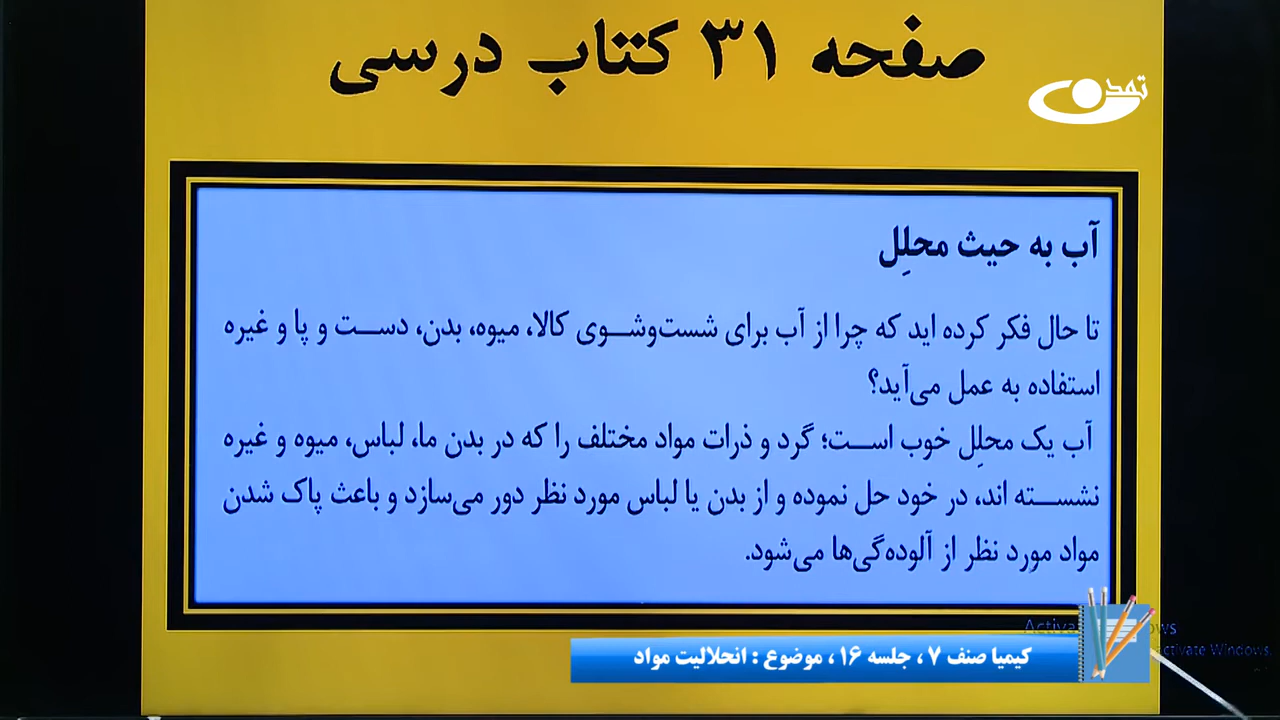 صفحه ۳۱ کتاب درسی
تمدن
آب به حیث محلِل
تا حال فکر کرده اید که چرا از آب برای شست‌وشوی کالا، میوه، بدن، دست و پا و غیره
استفاده به عمل می‌آید؟
آب یک محلِل خوب است؛ گرد و ذرات مواد مختلف را که در بدن ما، لباس، میوه و غیره
نشسته اند، در خود حل نموده و از بدن یا لباس مورد نظر دور می‌سازد و باعث پاک شدن
مواد مورد نظر از آلوده‌گی‌ها می‌شود.
کیمیا صنف ۷ ، جلسه ۱۶ ، موضوع : انحلالیت مواد